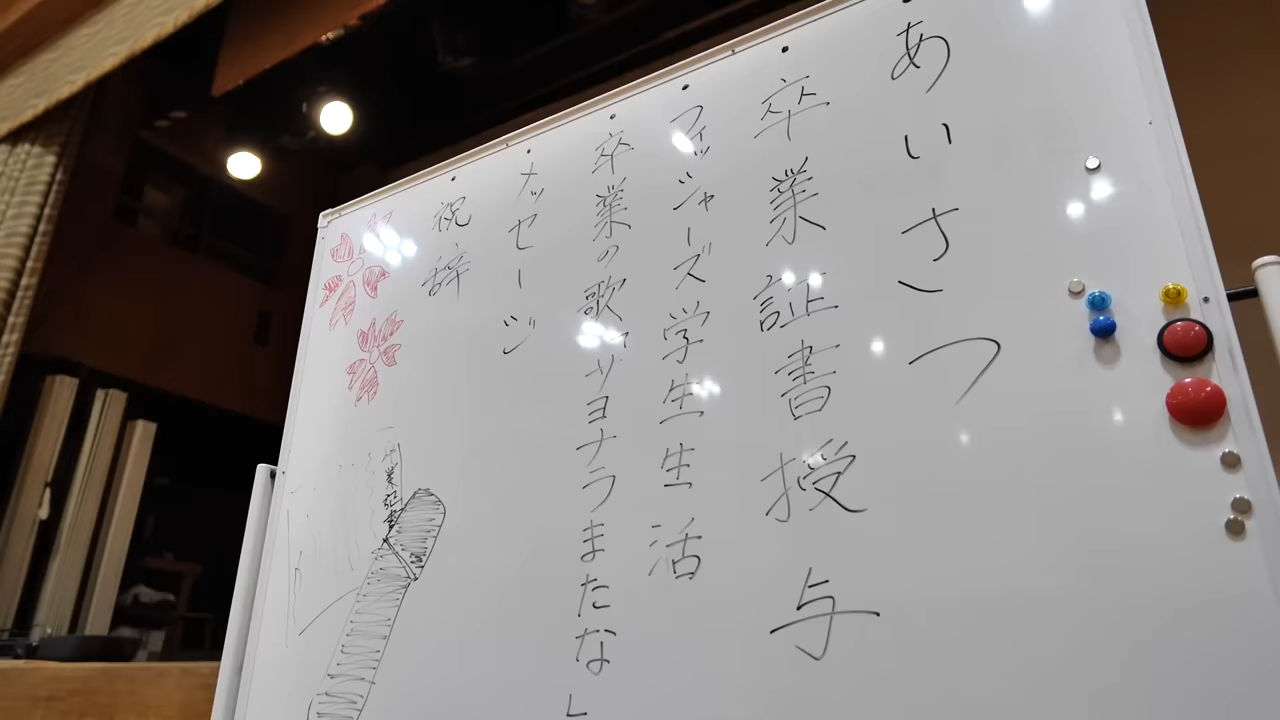 ・あいさつ
・卒業証書授与
・フィッシャーズ学生生活
・卒業の歌「サヨナラまたな」
・メッセージ
・祝辞